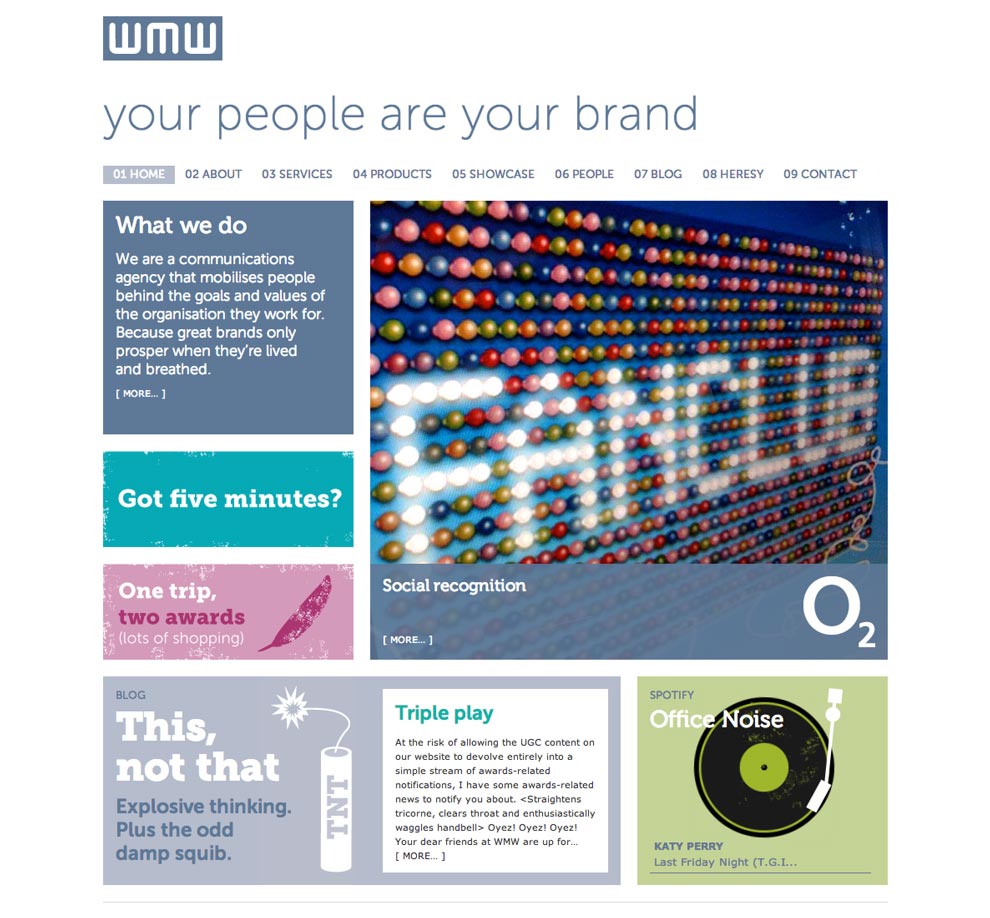 wmw
your people are your brand
01 HOME 02 ABOUT 03 SERVICES 04 PRODUCTS 05 SHOWCASE 06 PEOPLE 07 BLOG 08 HERESY 09 CONTACT
What we do
We are a communications
agency that mobilises people
behind the goals and values of
the organisation they work for.
Because great brands only
prosper when they’re lived
and breathed.
[ MORE... ]
Got five minutes?
One trip,
two awards
(lots of shopping)
Social recognition
[ MORE... ]
O2
BLOG
This,
not that
Explosive thinking.
Plus the odd
damp squib.
TNT
Triple play
At the risk of allowing the UGC content on
our website to devolve entirely into a
simple stream of awards-related
notifications, I have some awards-related
news to notify you about. <Straightens
tricorne, clears throat and enthusiastically
waggles handbell> Oyez! Oyez! Oyez!
Your dear friends at WMW are up for...
[ MORE... ]
SPOTIFY
Office Noise
KATY PERRY
Last Friday Night (T.G.I...